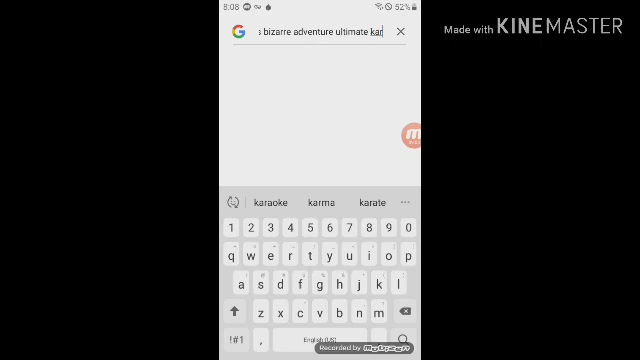 8:08 52%
Made with KINEMASTER
s bizarre adventure ultimate kar
karaoke karma karate
1 2 3 4 5 6 7 8 9 0
q w e r t y u i o p
a s d f g h j k l
z x c v b n m
!#1 , English (US)
Recorded by mobizen